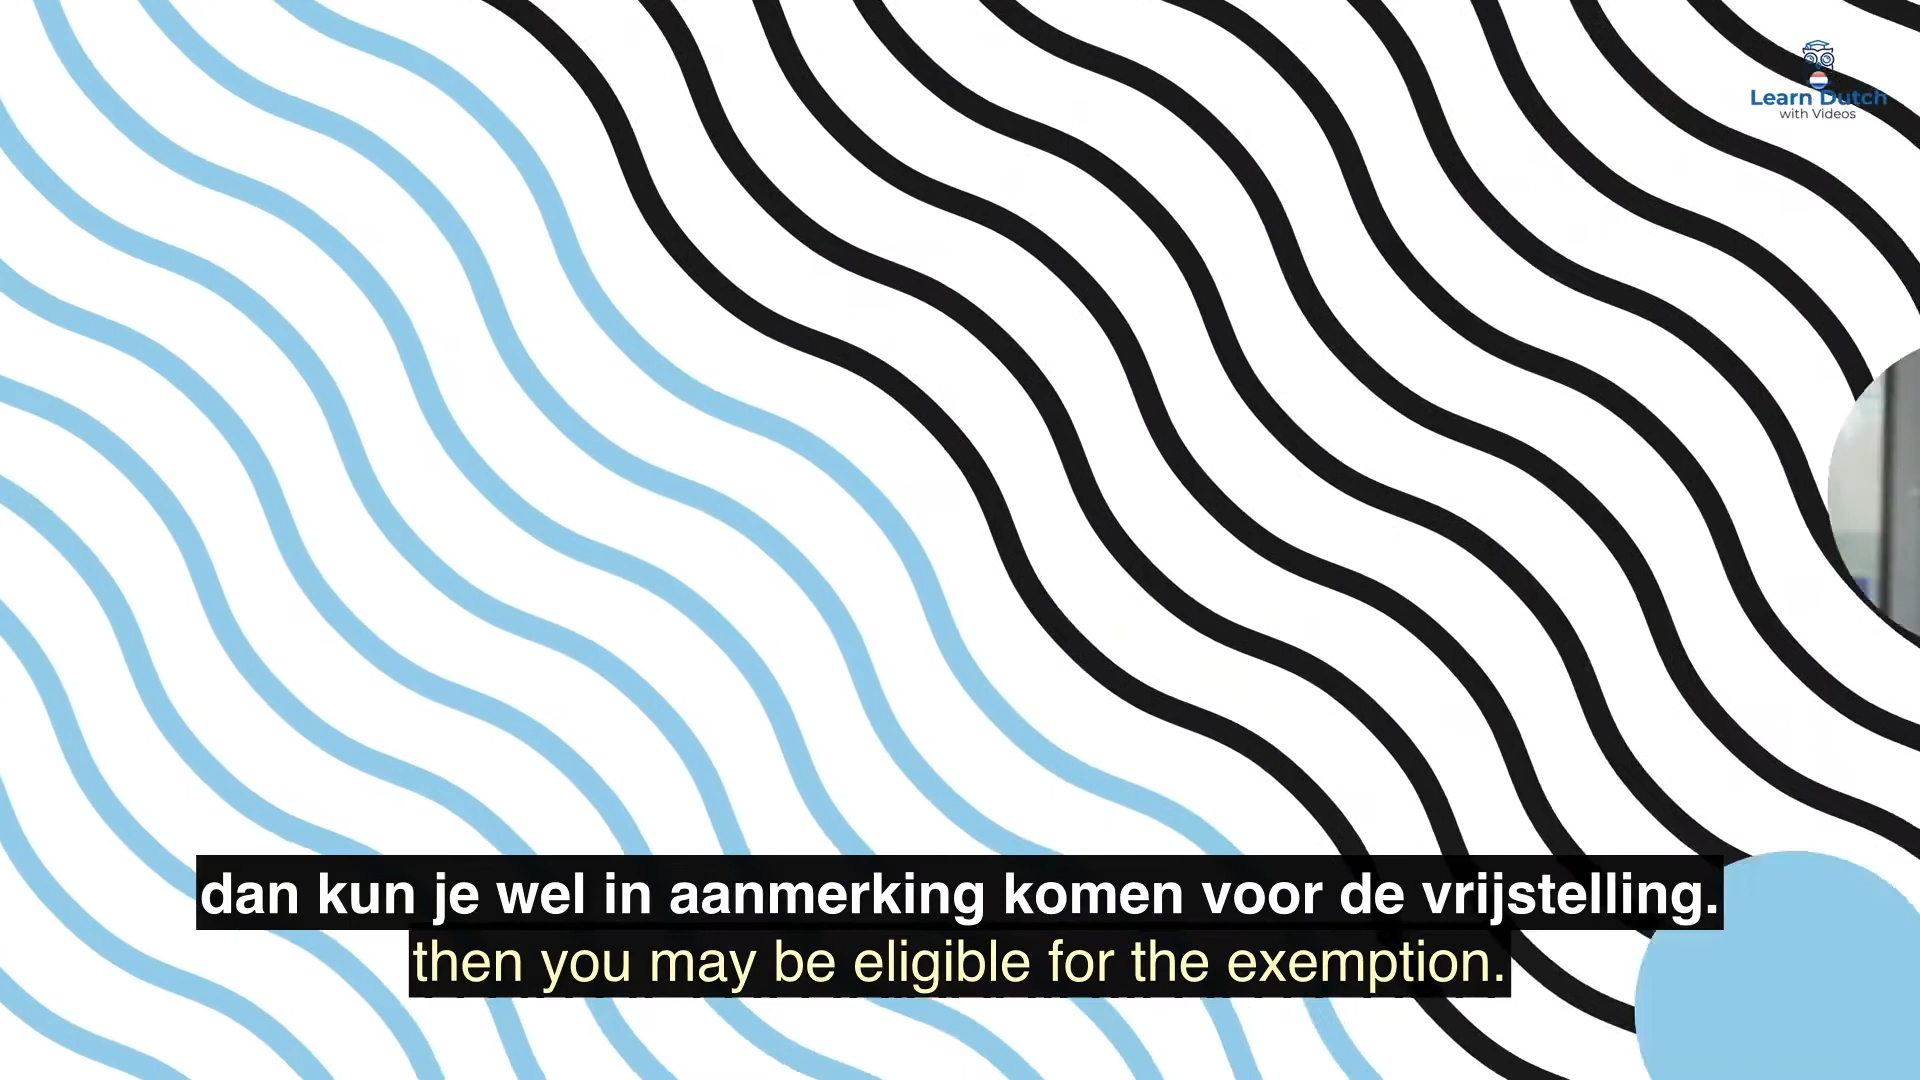 Learn Dutch
with Videos
dan kun je wel in aanmerking komen voor de vrijstelling.
then you may be eligible for the exemption.